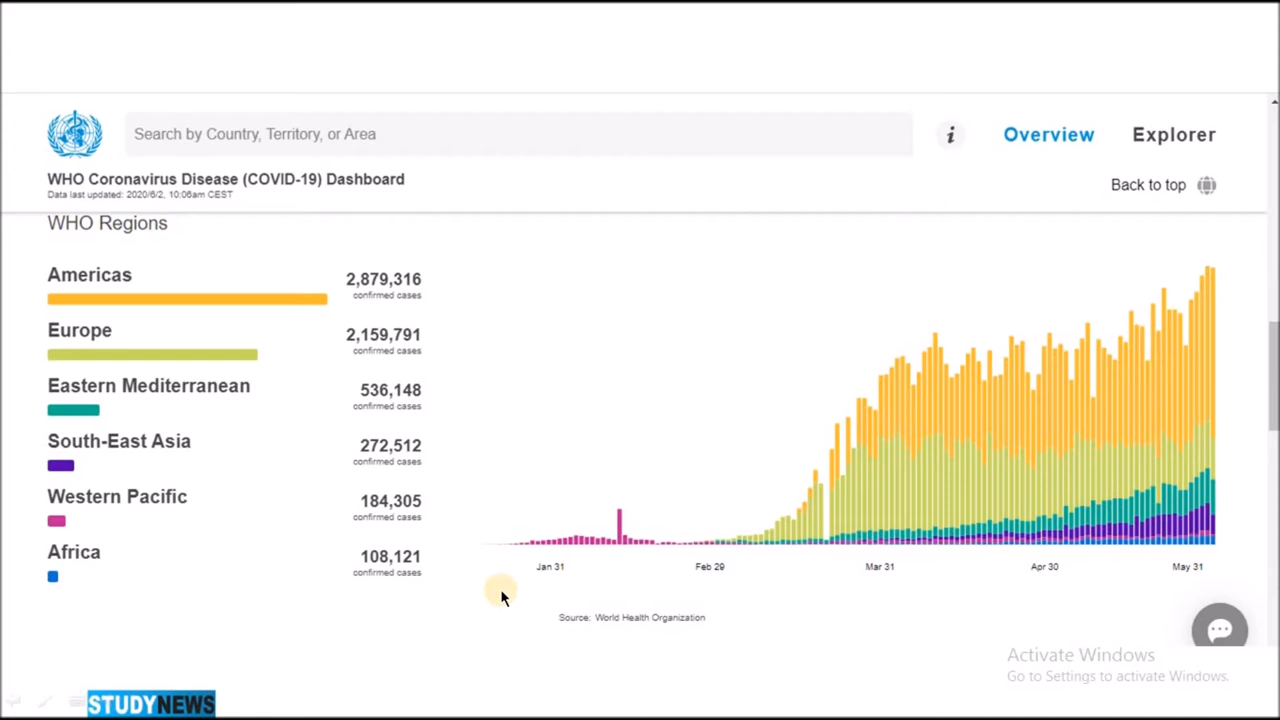 Search by Country, Territory, or Area
i
Overview
Explorer
WHO Coronavirus Disease (COVID-19) Dashboard
Data last updated: 2020/6/2, 10:06am CEST
Back to top
WHO Regions
Americas
2,879,316
confirmed cases
Europe
2,159,791
confirmed cases
Eastern Mediterranean
536,148
confirmed cases
South-East Asia
272,512
confirmed cases
Western Pacific
184,305
confirmed cases
Africa
108,121
confirmed cases
Jan 31
Feb 29
Mar 31
Apr 30
May 31
Source: World Health Organization
Activate Windows
Go to Settings to activate Windows.
STUDYNEWS